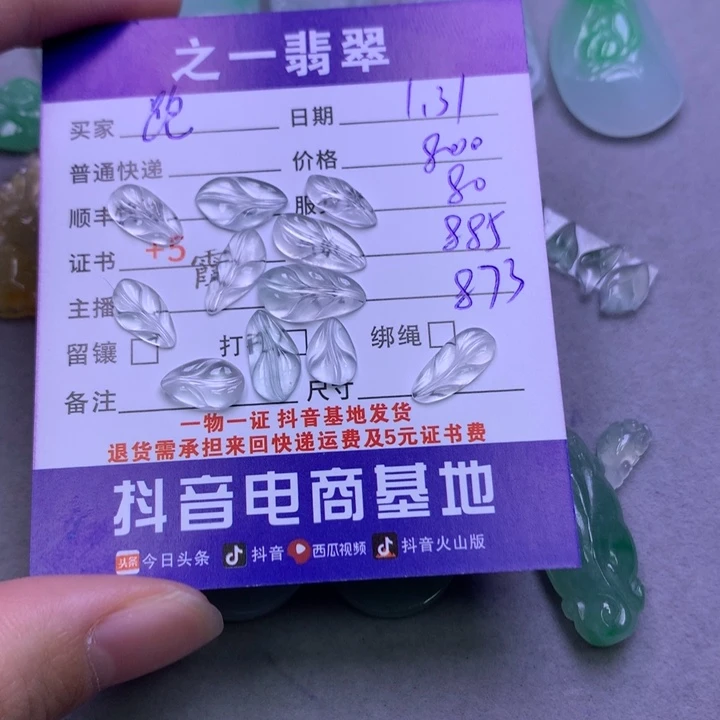 之一翡翠
买家 日期 1.31
普通快递 价格 800
顺丰 服 80
证书 +5 霞 885
主播 873
留镶 打 绑绳
备注 尺寸
一物一证 抖音基地发货
退货需承担来回快递运费及5元证书费
抖音电商基地
头条 今日头条 抖音 西瓜视频 抖音火山版